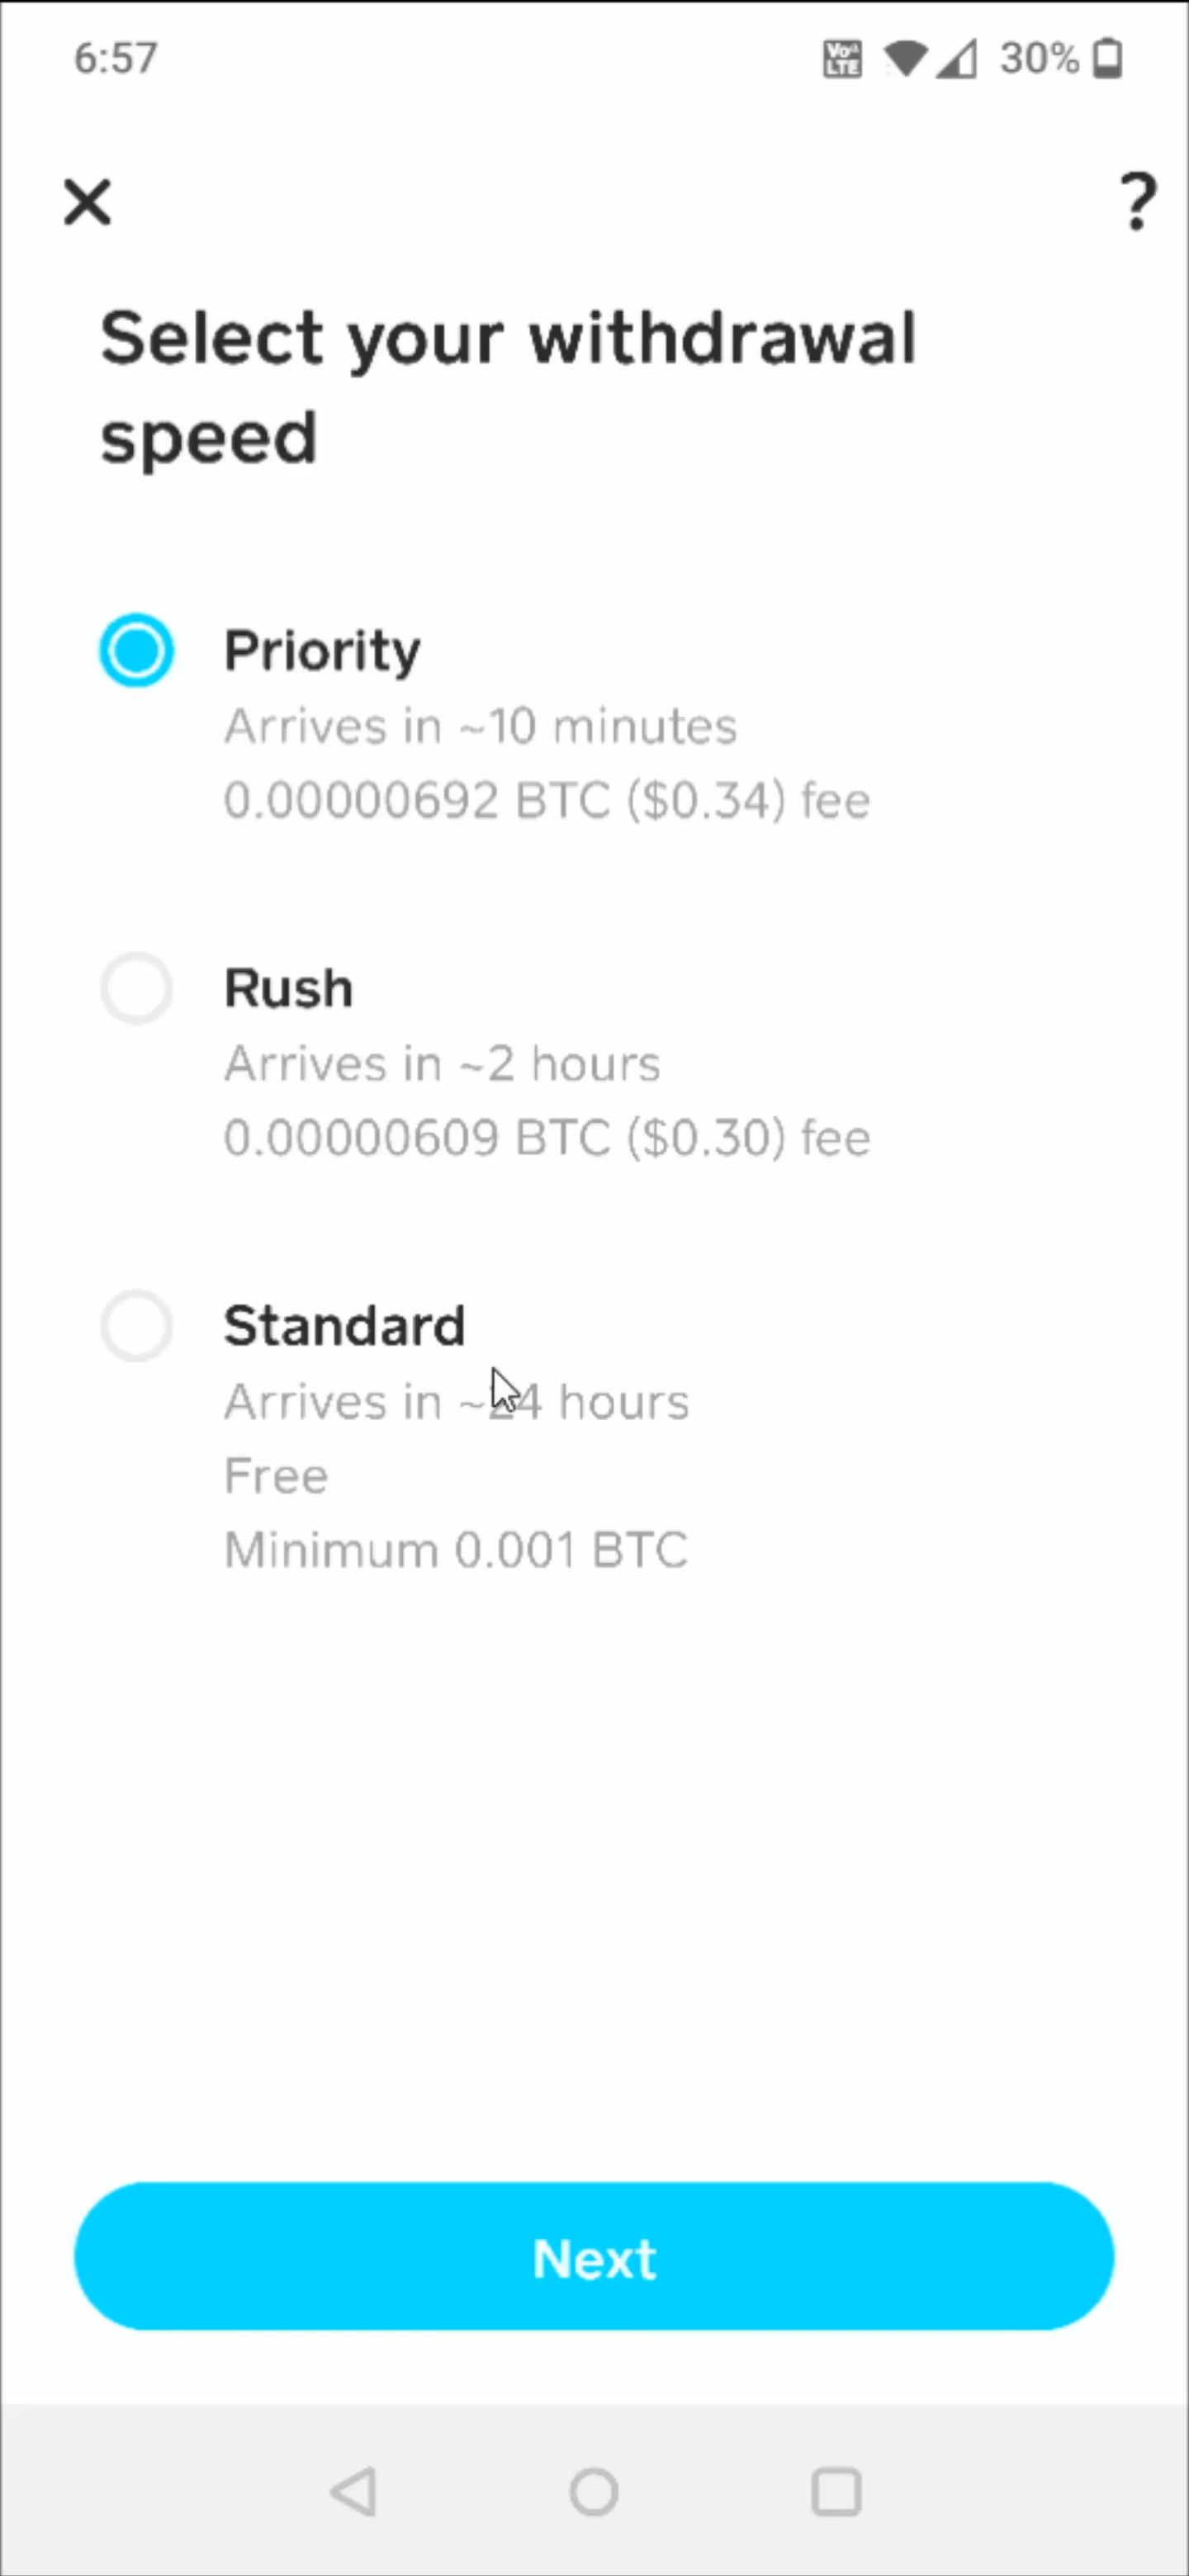 6:57
Vo LTE 30%
?
Select your withdrawal
speed
Priority
Arrives in ~10 minutes
0.00000692 BTC ($0.34) fee
Rush
Arrives in ~2 hours
0.00000609 BTC ($0.30) fee
Standard
Arrives in ~24 hours
Free
Minimum 0.001 BTC
Next